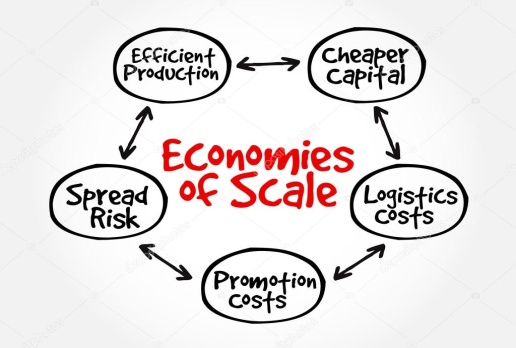 Efficient
Production
Cheaper
Capital
Economies
of Scale
Spread
Risk
Logistics
costs
Promotion
costs